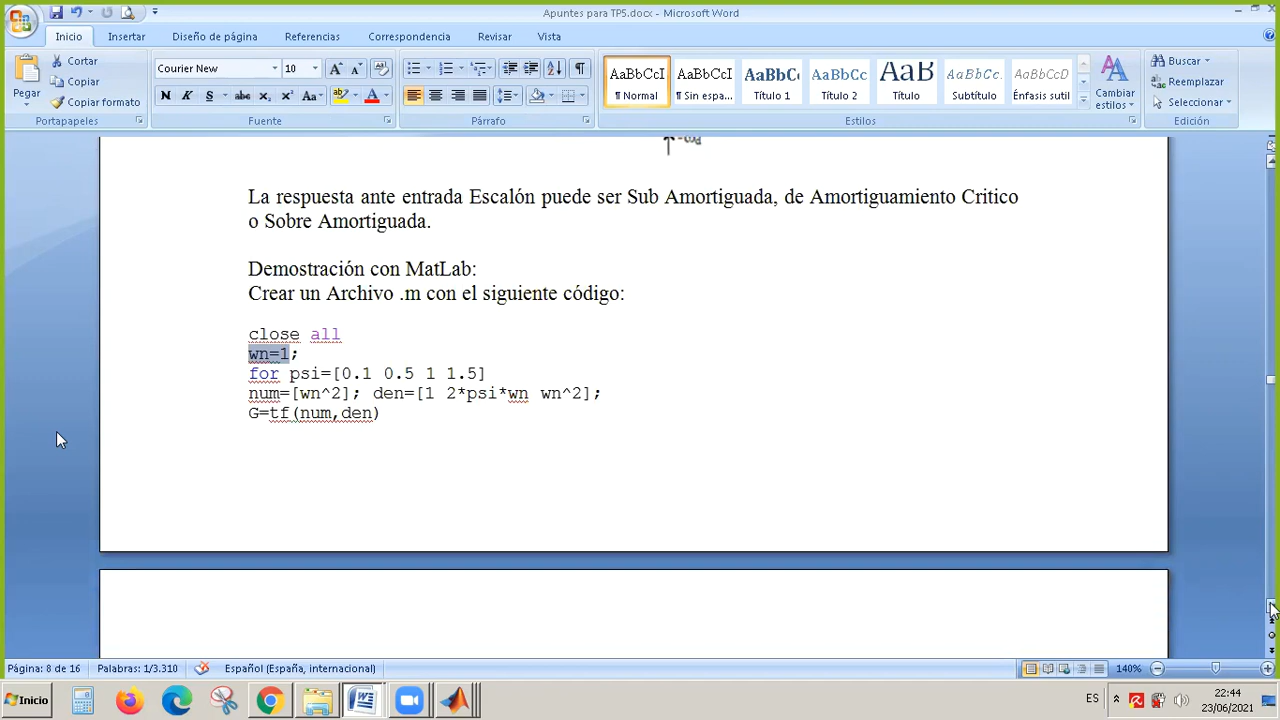 Apuntes para TP5.docx - Microsoft Word
Inicio Insertar Diseño de página Referencias Correspondencia Revisar Vista
Pegar Cortar Copiar Copiar formato
Courier New 10
N K S abc x₂ x² Aa
AaBbCcI AaBbCcI AaBbC AaBbCc AaB AaBbCc. AaBbCcI
¶ Normal ¶ Sin espa... Título 1 Título 2 Título Subtítulo Énfasis sutil
Cambiar estilos
Buscar
Reemplazar
Seleccionar
Portapapeles Fuente Párrafo Estilos Edición
La respuesta ante entrada Escalón puede ser Sub Amortiguada, de Amortiguamiento Critico
o Sobre Amortiguada.
Demostración con MatLab:
Crear un Archivo .m con el siguiente código:
close all
wn=1;
for psi=[0.1 0.5 1 1.5]
num=[wn^2]; den=[1 2*psi*wn wn^2];
G=tf(num,den)
Página: 8 de 16 Palabras: 1/3.310 Español (España, internacional) 140%
Inicio ES 22:44
23/06/2021